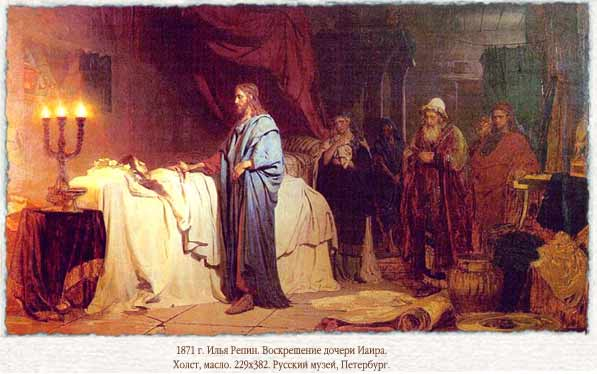 1871 г. Илья Репин. Воскрешение дочери Иаира.
Холст, масло. 229x382. Русский музей, Петербург.